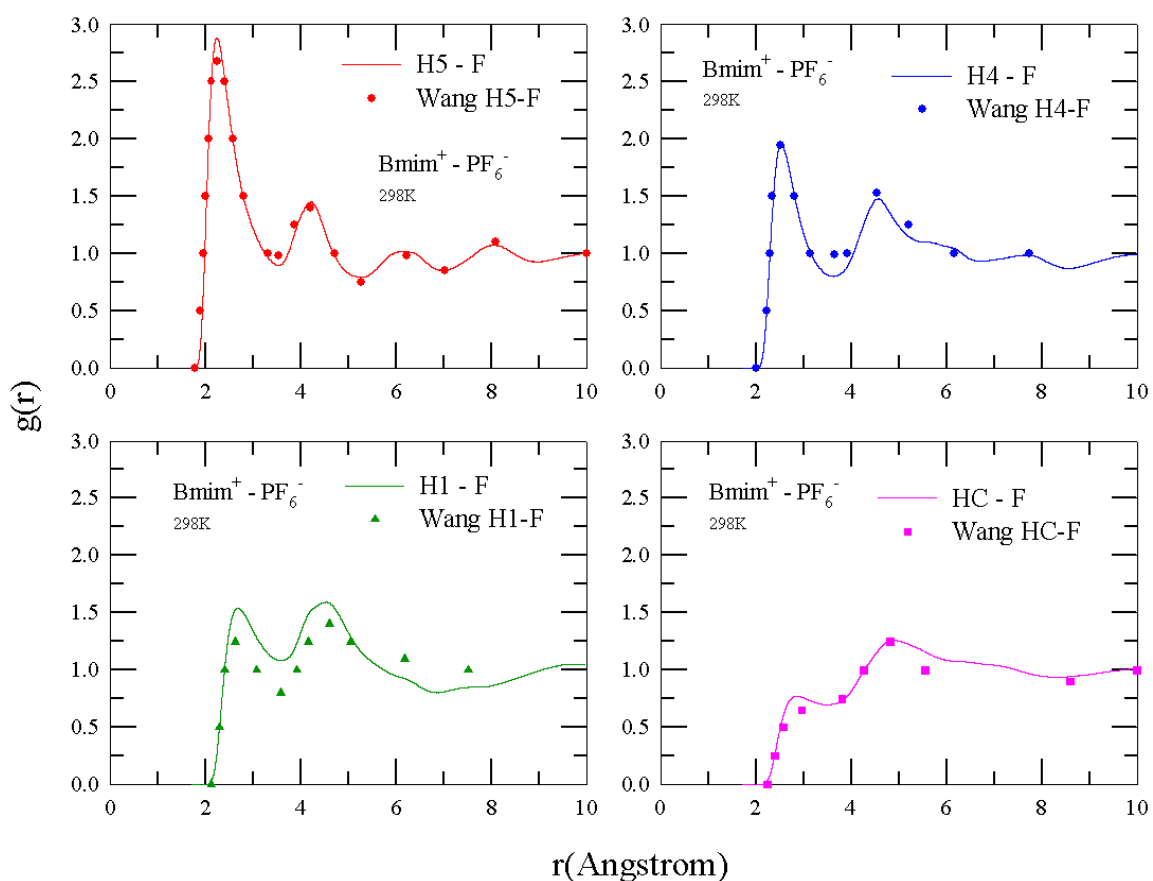 g(r)
3.0
2.5
2.0
1.5
1.0
0.5
0.0
0 2 4 6 8 10
H5 - F
Wang H5-F
Bmim+ - PF6-
298K
3.0
2.5
2.0
1.5
1.0
0.5
0.0
0 2 4 6 8 10
Bmim+ - PF6-
298K
H4 - F
Wang H4-F
3.0
2.5
2.0
1.5
1.0
0.5
0.0
0 2 4 6 8 10
Bmim+ - PF6-
298K
H1 - F
Wang H1-F
3.0
2.5
2.0
1.5
1.0
0.5
0.0
0 2 4 6 8 10
Bmim+ - PF6-
298K
HC - F
Wang HC-F
r(Angstrom)